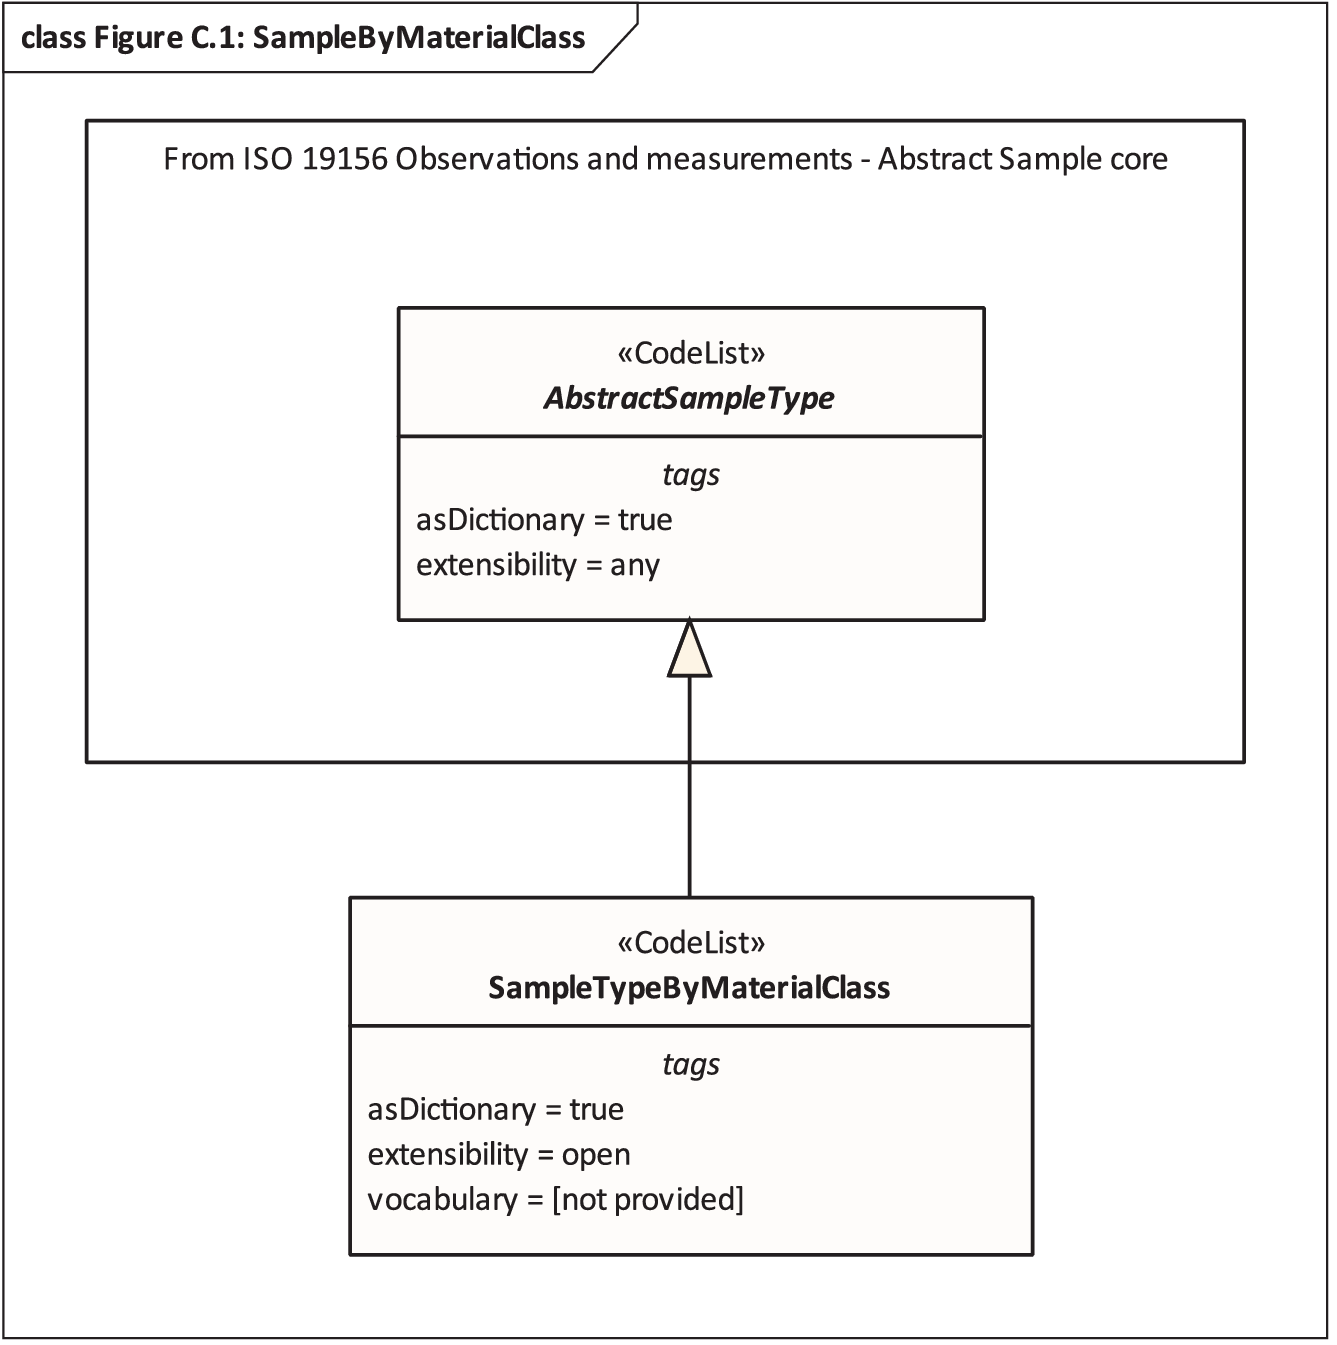 class Figure C.1: SampleByMaterialClass
From ISO 19156 Observations and measurements - Abstract Sample core
«CodeList»
AbstractSampleType
tags
asDictionary = true
extensibility = any
«CodeList»
SampleTypeByMaterialClass
tags
asDictionary = true
extensibility = open
vocabulary = [not provided]